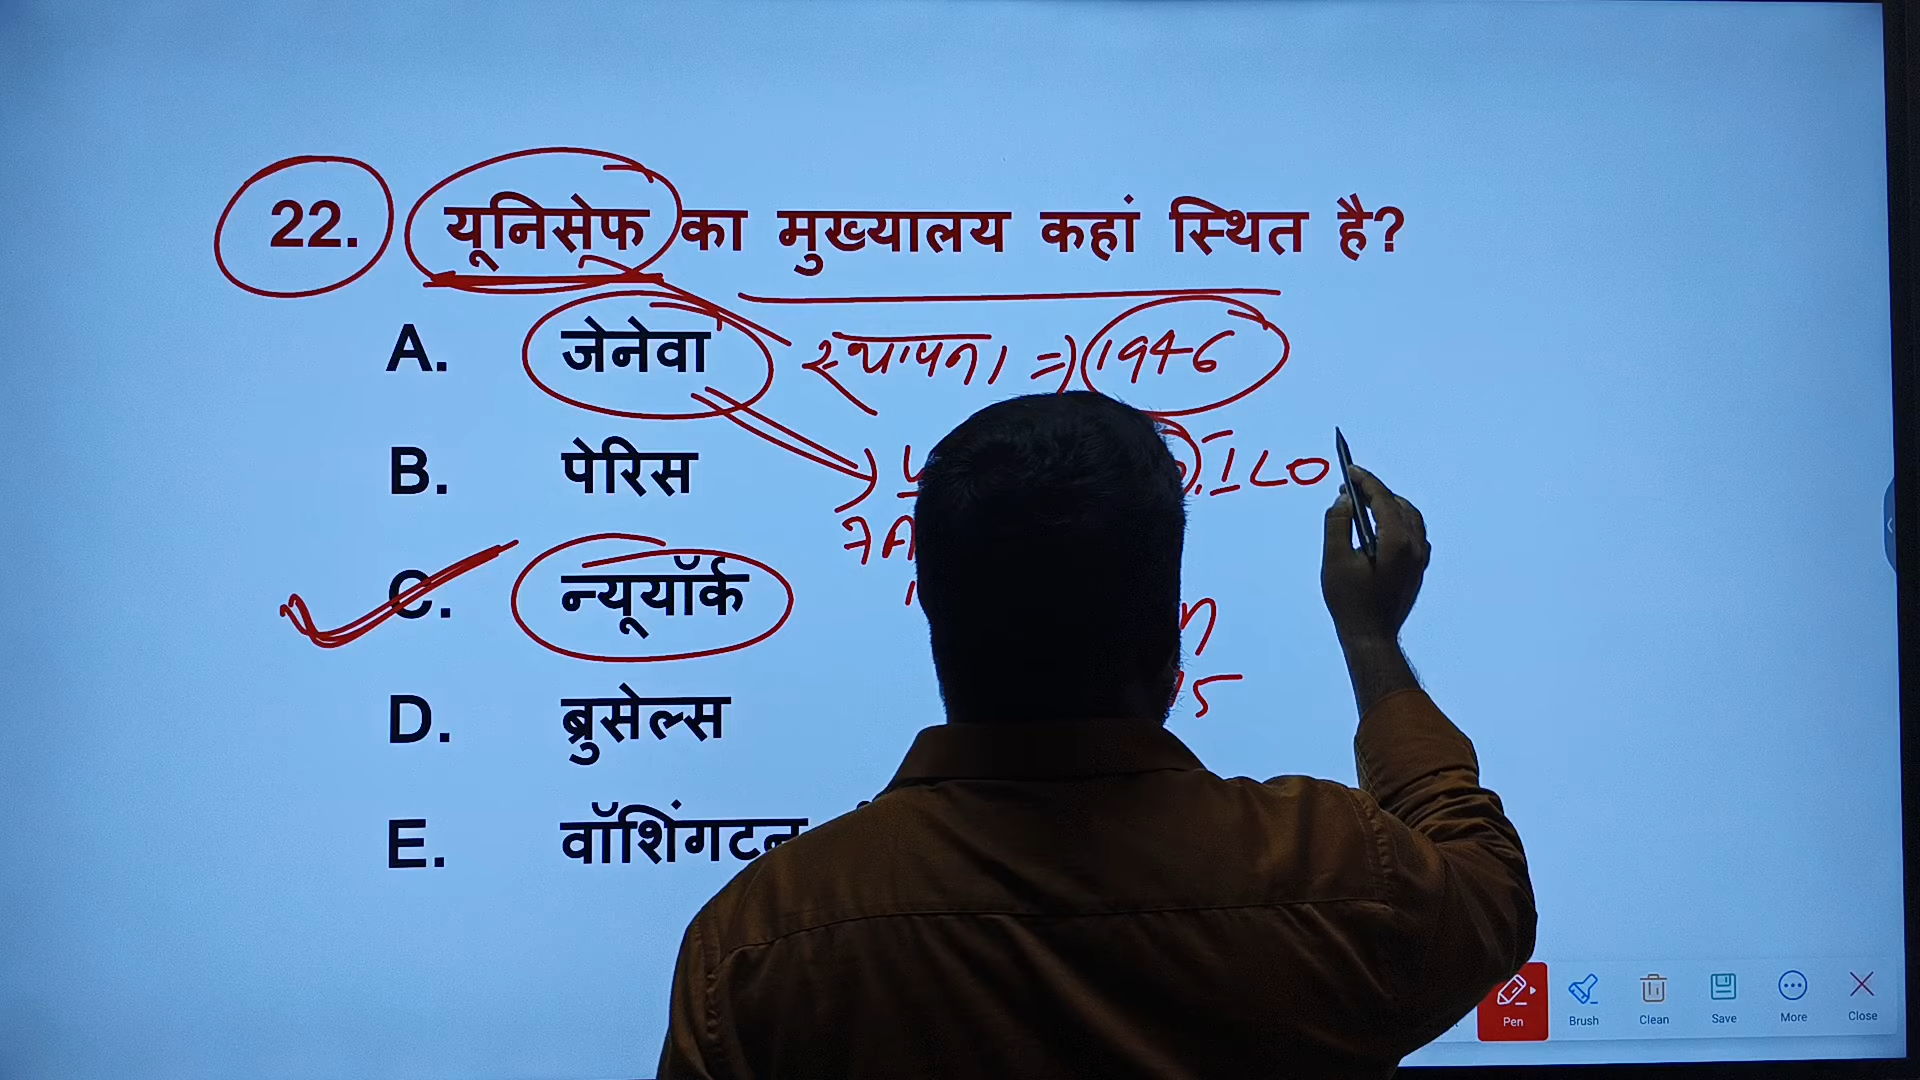 22. यूनिसेफ का मुख्यालय कहां स्थित है?
A. जेनेवा स्थापना => 1946
B. पेरिस ILO
C. न्यूयॉर्क
D. ब्रुसेल्स
E. वॉशिंगटन
Pen Brush Clean Save More Close